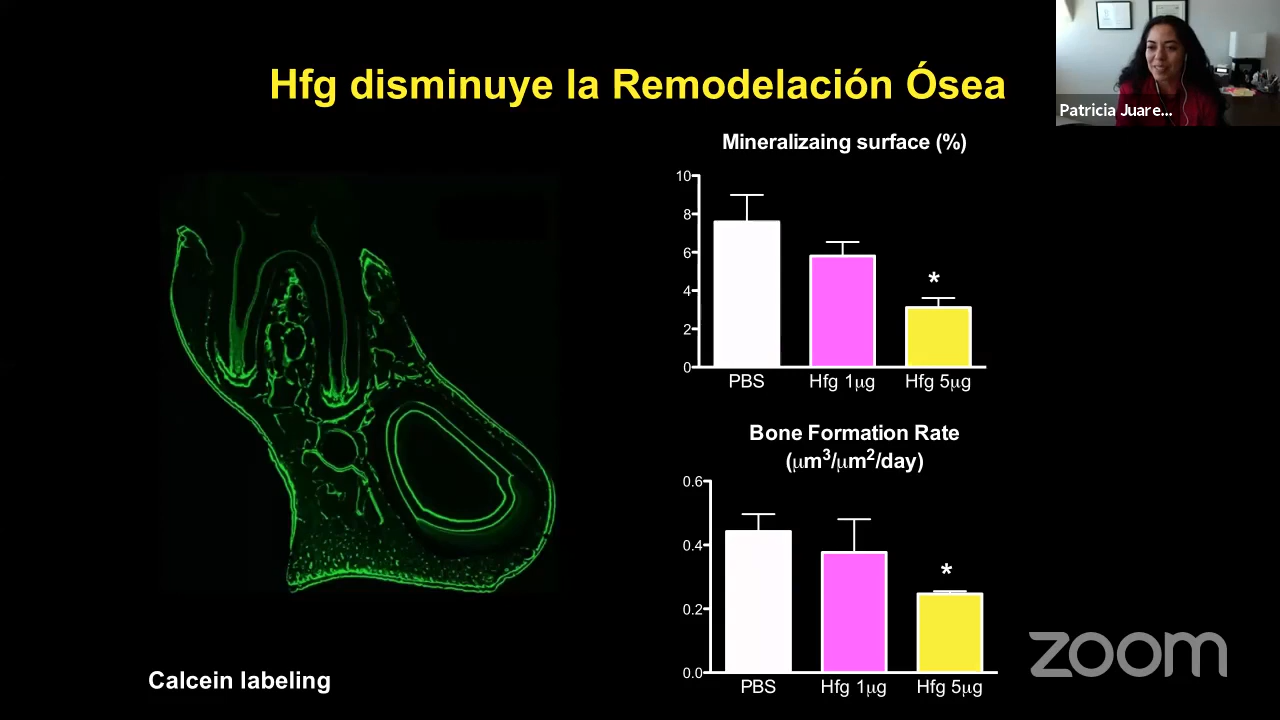 Hfg disminuye la Remodelación Ósea
Patricia Juare...
Mineralizaing surface (%)
10
8
6
4
2
0
*
PBS Hfg 1μg Hfg 5μg
Bone Formation Rate
(μm³/μm²/day)
0.6
0.4
0.2
0.0
*
PBS Hfg 1μg Hfg 5μg
Calcein labeling
zoom